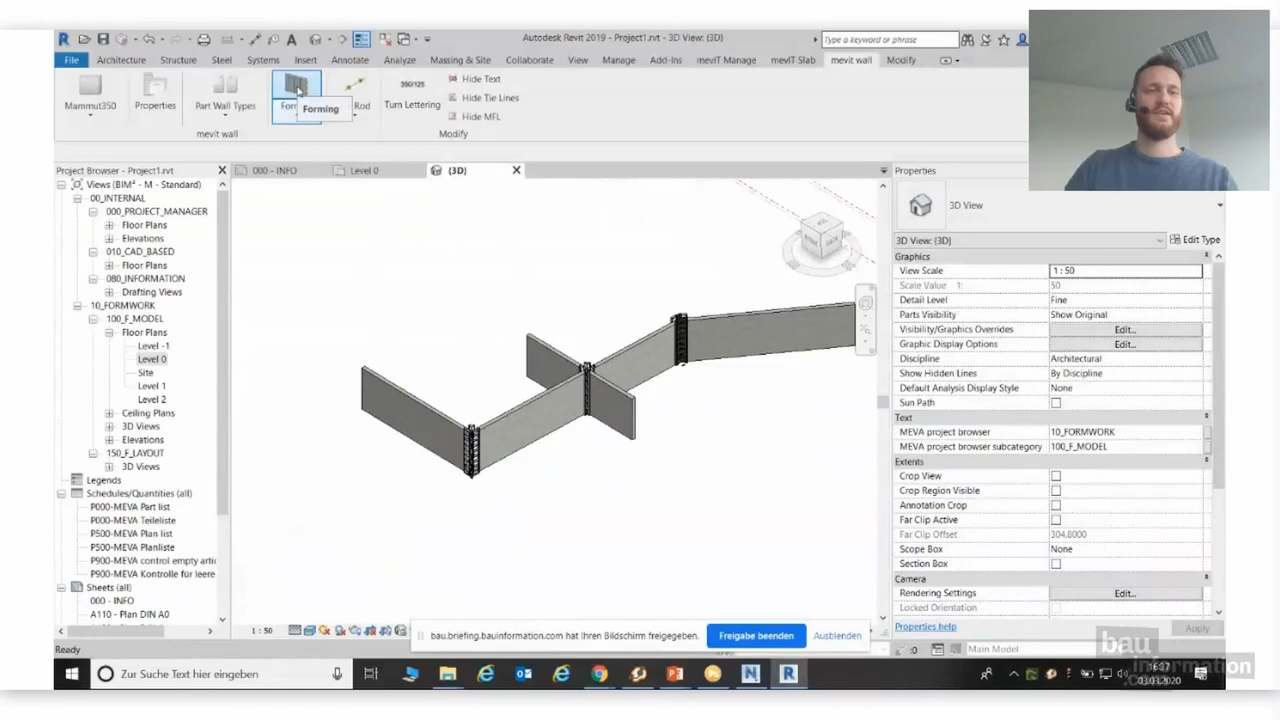 Autodesk Revit 2019 - Project1.rvt - 3D View: {3D}
Type a keyword or phrase
File Architecture Structure Steel Systems Insert Annotate Analyze Massing & Site Collaborate View Manage Add-Ins mevIT Manage mevIT Slab mevit wall Modify
Hide Text
Mammut350 Properties Part Wall Types Forming Rod Turn Lettering Hide Tie Lines
Hide MFL
mevit wall Modify
Project Browser - Project1.rvt
000 - INFO Level 0 {3D}
Properties
Views (BIM² - M - Standard)
00_INTERNAL
000_PROJECT_MANAGER
Floor Plans
Elevations
010_CAD_BASED
Floor Plans
080_INFORMATION
Drafting Views
10_FORMWORK
100_F_MODEL
Floor Plans
Level -1
Level 0
Site
Level 1
Level 2
Ceiling Plans
3D Views
Elevations
150_F_LAYOUT
3D Views
Legends
Schedules/Quantities (all)
P000-MEVA Part list
P000-MEVA Teileliste
P500-MEVA Plan list
P500-MEVA Planliste
P900-MEVA control empty artic
P900-MEVA Kontrolle für leere
Sheets (all)
000 - INFO
A110 - Plan DIN A0
3D View
3D View: {3D} Edit Type
Graphics
View Scale 1 : 50
Scale Value 1: 50
Detail Level Fine
Parts Visibility Show Original
Visibility/Graphics Overrides Edit...
Graphic Display Options Edit...
Discipline Architectural
Show Hidden Lines By Discipline
Default Analysis Display Style None
Sun Path
Text
MEVA project browser 10_FORMWORK
MEVA project browser subcategory 100_F_MODEL
Extents
Crop View
Crop Region Visible
Annotation Crop
Far Clip Active
Far Clip Offset 304,8000
Scope Box None
Section Box
Camera
Rendering Settings Edit...
Locked Orientation
Properties help Apply
1 : 50
bau.briefing.bauinformation.com hat Ihren Bildschirm freigegeben. Freigabe beenden Ausblenden
Ready :0 Main Model
Zur Suche Text hier eingeben
16:37
03.03.2020
bau
information
.com